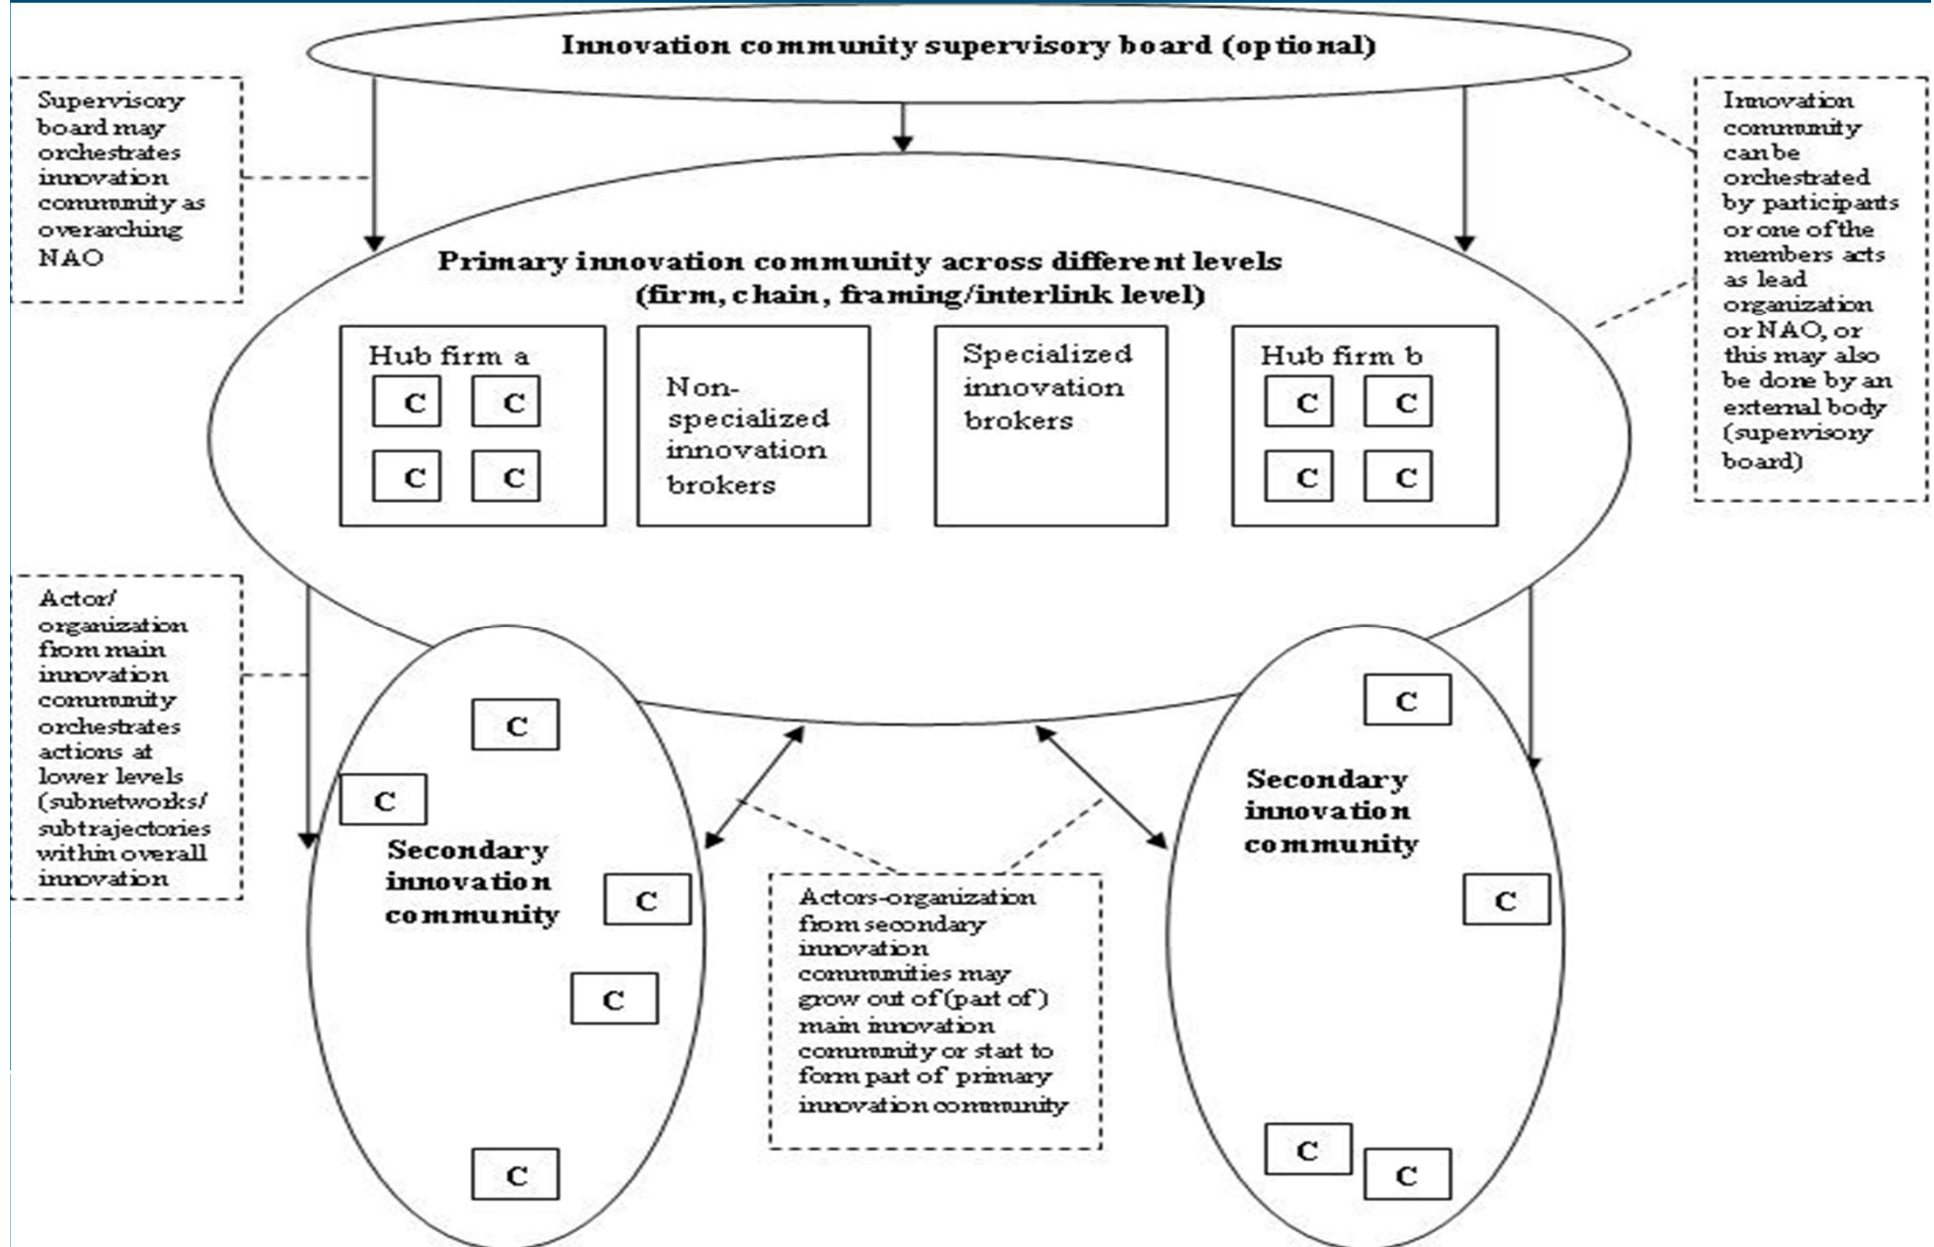 Innovation community supervisory board (optional)
Supervisory
board may
orchestrates
innovation
community as
overarching
NAO
Innovation
community
can be
orchestrated
by participants
or one of the
members acts
as lead
organization
or NAO, or
this may also
be done by an
external body
(supervisory
board)
Primary innovation community across different levels
(firm, chain, framing/interlink level)
Hub firm a
C C
C C
Non-
specialized
innovation
brokers
Specialized
innovation
brokers
Hub firm b
C C
C C
Actor/
organization
from main
innovation
community
orchestrates
actions at
lower levels
(subnetworks/
subtrajectories
within overall
innovation
C
C
Secondary
innovation
community
C
C
C
Actors-organization
from secondary
innovation
communities may
grow out of (part of)
main innovation
community or start to
form part of primary
innovation community
C
Secondary
innovation
community
C
C
C